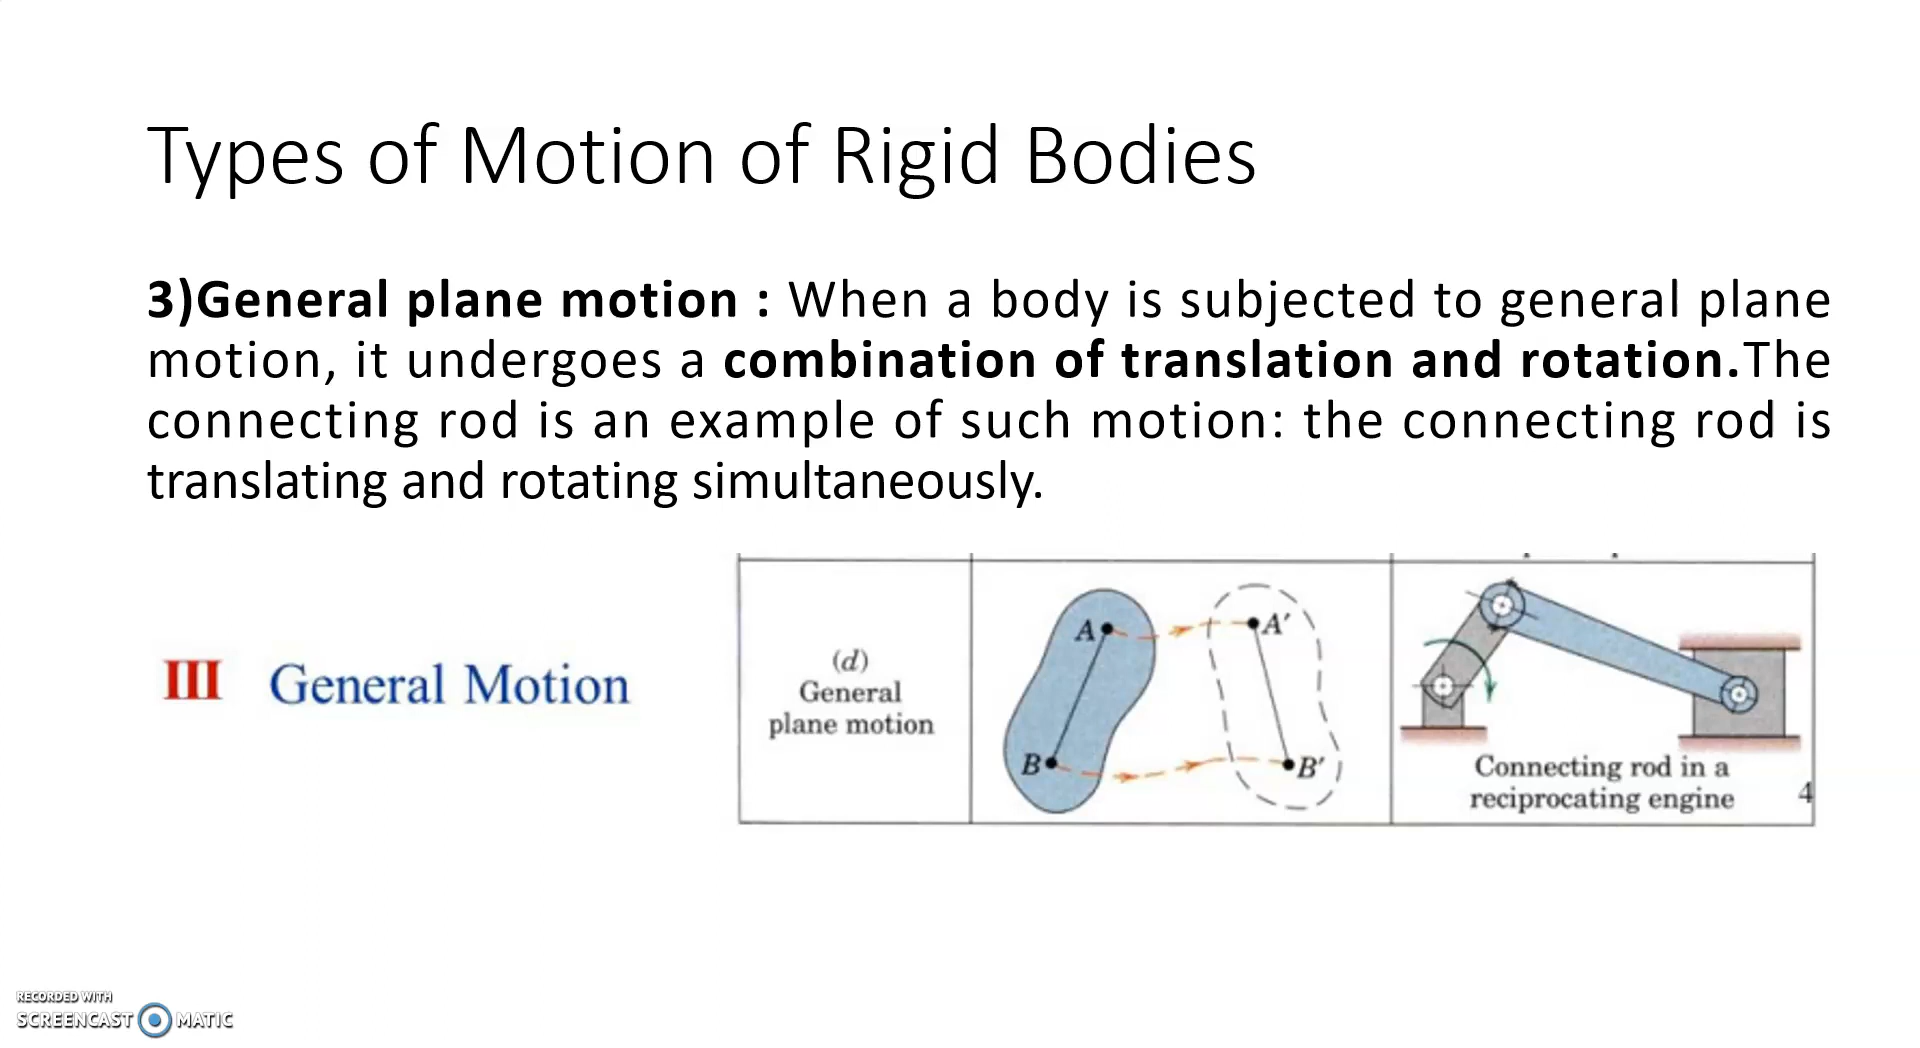 Types of Motion of Rigid Bodies
3)General plane motion : When a body is subjected to general plane
motion, it undergoes a combination of translation and rotation.The
connecting rod is an example of such motion: the connecting rod is
translating and rotating simultaneously.
III General Motion
(d)
General
plane motion
A
A′
B
B′
Connecting rod in a
reciprocating engine
4
RECORDED WITH
SCREENCAST MATIC